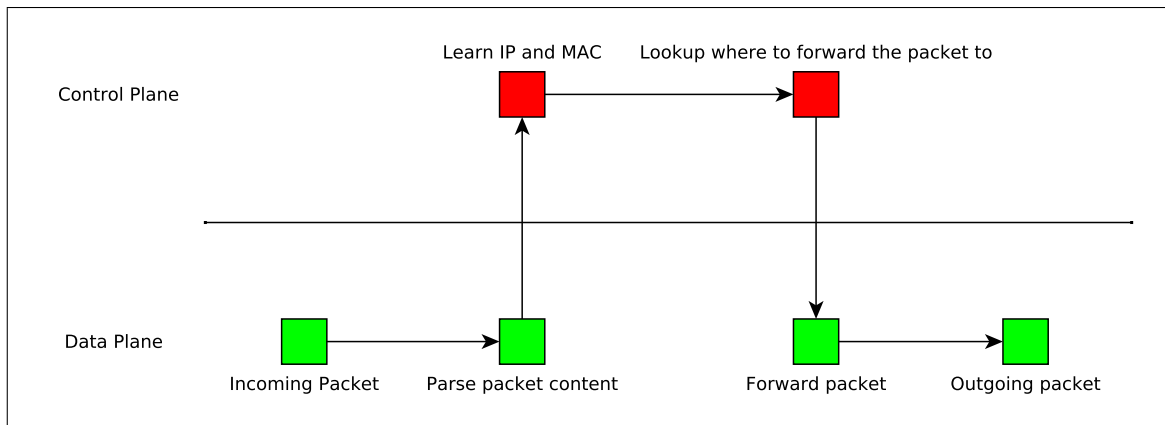 Learn IP and MAC
Lookup where to forward the packet to
Control Plane
Data Plane
Incoming Packet
Parse packet content
Forward packet
Outgoing packet